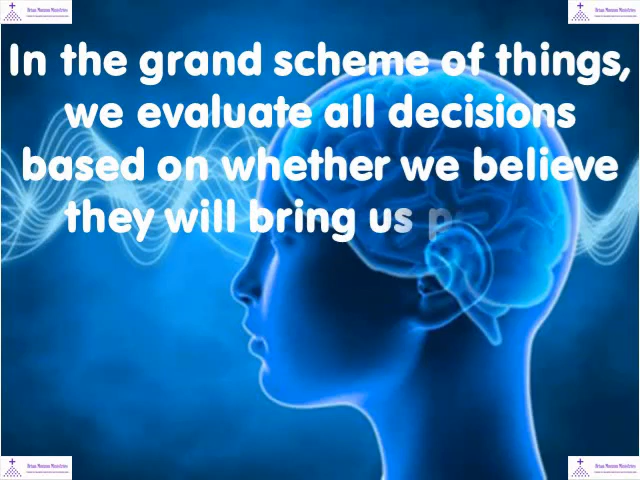 In the grand scheme of things,
we evaluate all decisions
based on whether we believe
they will bring us p